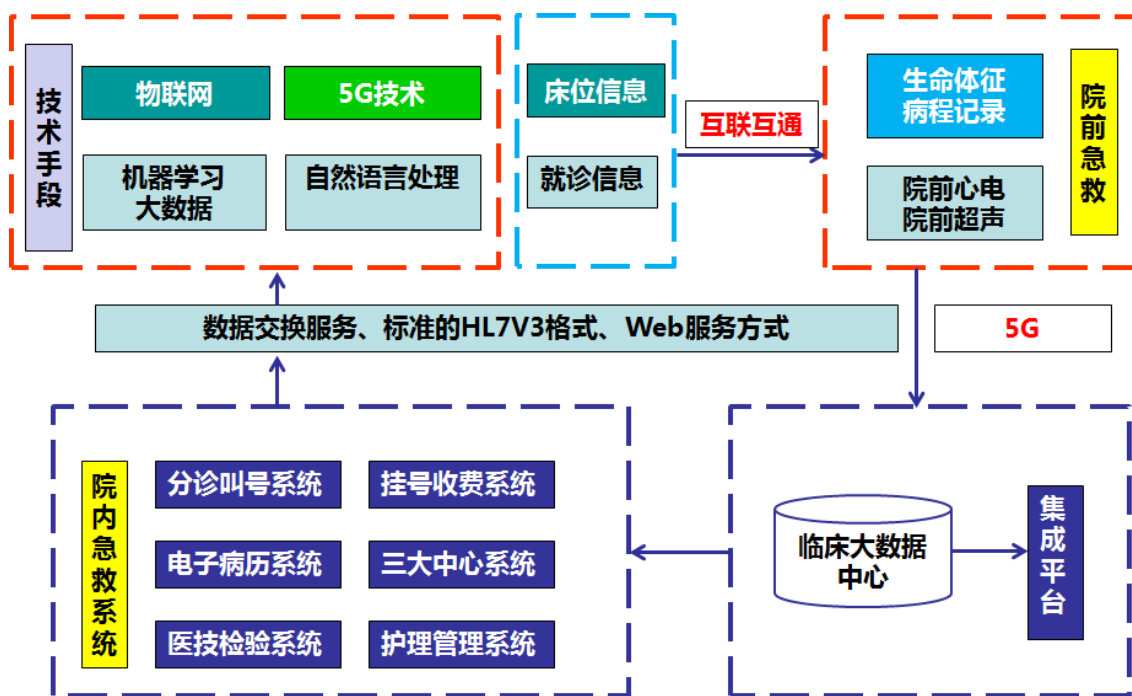 技术手段
物联网
5G技术
机器学习
大数据
自然语言处理
床位信息
就诊信息
互联互通
生命体征
病程记录
院前心电
院前超声
院前急救
数据交换服务、标准的HL7V3格式、Web服务方式
5G
院内急救系统
分诊叫号系统
挂号收费系统
电子病历系统
三大中心系统
医技检验系统
护理管理系统
临床大数据
中心
集成平台